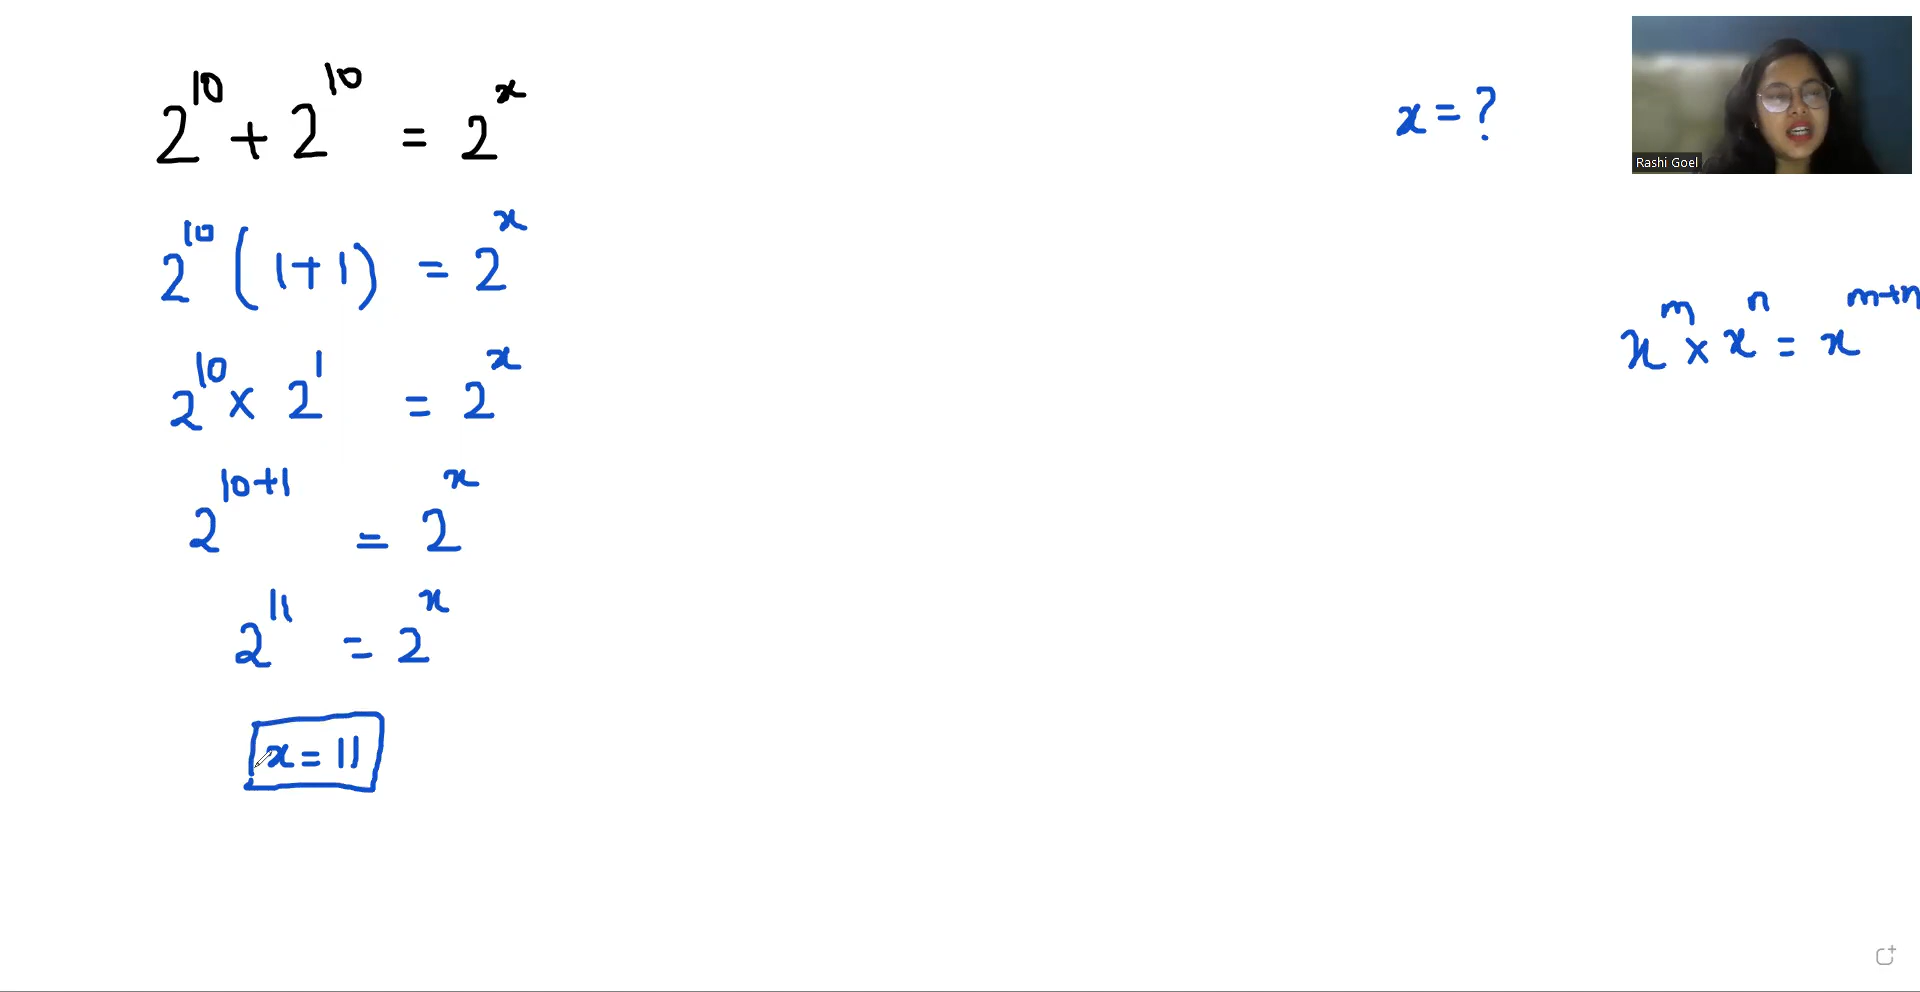 2^10 + 2^10 = 2^x
x = ?
Rashi Goel
2^10 (1+1) = 2^x
x^m × x^n = x^m+n
2^10 × 2^1 = 2^x
2^10+1 = 2^x
2^11 = 2^x
x = 11